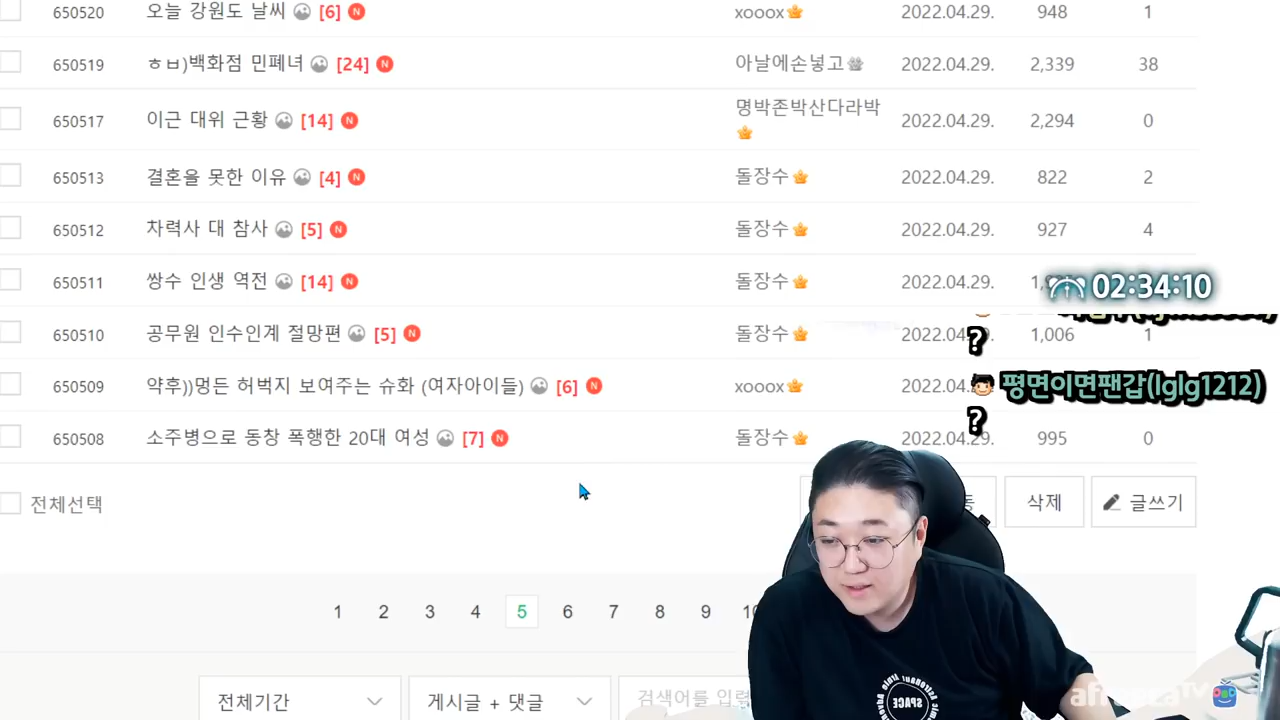 650520 오늘 강원도 날씨 [6] N xooox 2022.04.29. 948 1
650519 ㅎㅂ)백화점 민폐녀 [24] N 아날에손넣고 2022.04.29. 2,339 38
650517 이근 대위 근황 [14] N 명박존박산다라박 2022.04.29. 2,294 0
650513 결혼을 못한 이유 [4] N 돌장수 2022.04.29. 822 2
650512 차력사 대 참사 [5] N 돌장수 2022.04.29. 927 4
650511 쌍수 인생 역전 [14] N 돌장수 2022.04.29.
02:34:10
650510 공무원 인수인계 절망편 [5] N 돌장수 1,006 1
?
650509 약후))멍든 허벅지 보여주는 슈화 (여자아이들) [6] N xooox 2022.04
평면이면팬갑(lglg1212)
?
650508 소주병으로 동창 폭행한 20대 여성 [7] N 돌장수 2022.04.29. 995 0
전체선택 삭제 글쓰기
1 2 3 4 5 6 7 8 9
전체기간 게시글 + 댓글 검색어를
SPACE